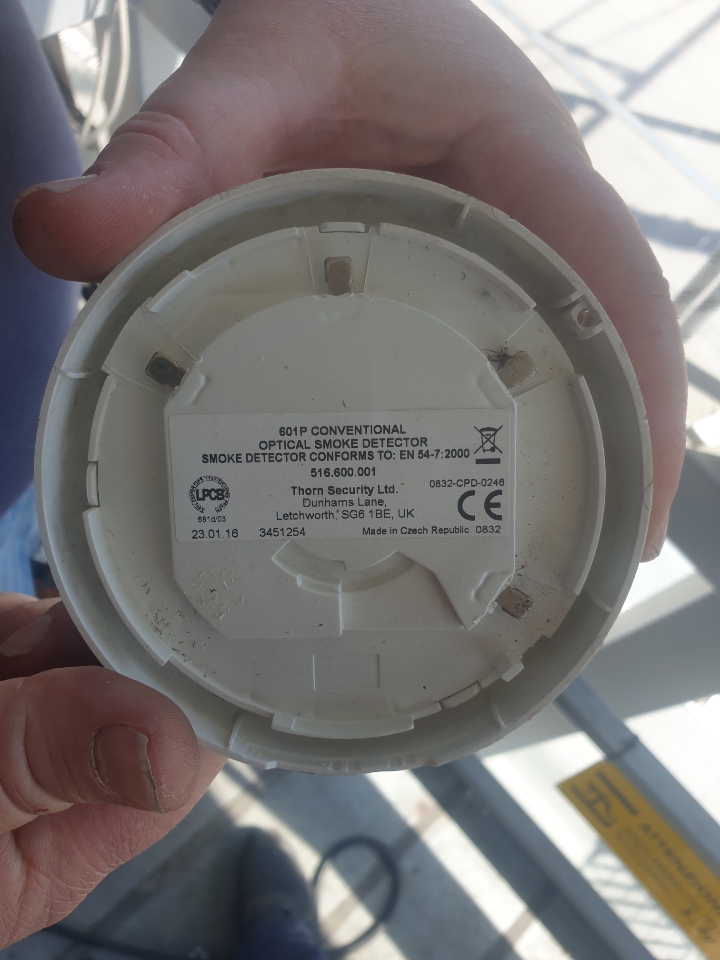 601P CONVENTIONAL
OPTICAL SMOKE DETECTOR
SMOKE DETECTOR CONFORMS TO: EN 54-7:2000
516.600.001
0832-CPD-0246
Thorn Security Ltd.
Dunhams Lane,
Letchworth, SG6 1BE, UK
LPCB
681d/03
CE
23.01.16 3451254 Made in Czech Republic 0832
ATTENZIONE